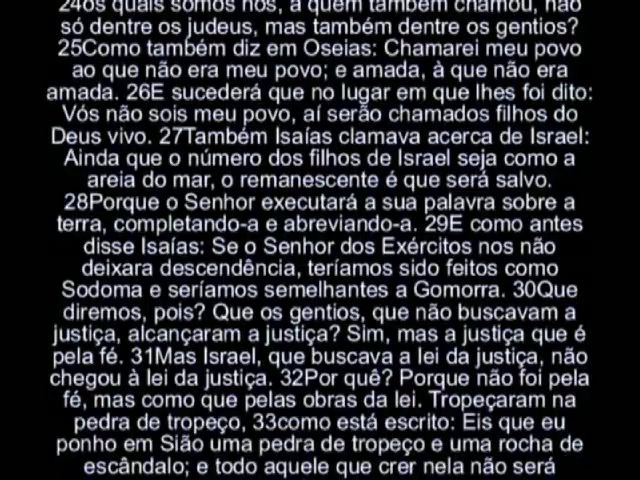 24os quais somos nós, a quem também chamou, não
só dentre os judeus, mas também dentre os gentios?
25Como também diz em Oseias: Chamarei meu povo
ao que não era meu povo; e amada, à que não era
amada. 26E sucederá que no lugar em que lhes foi dito:
Vós não sois meu povo, aí serão chamados filhos do
Deus vivo. 27Também Isaías clamava acerca de Israel:
Ainda que o número dos filhos de Israel seja como a
areia do mar, o remanescente é que será salvo.
28Porque o Senhor executará a sua palavra sobre a
terra, completando-a e abreviando-a. 29E como antes
disse Isaías: Se o Senhor dos Exércitos nos não
deixara descendência, teríamos sido feitos como
Sodoma e seríamos semelhantes a Gomorra. 30Que
diremos, pois? Que os gentios, que não buscavam a
justiça, alcançaram a justiça? Sim, mas a justiça que é
pela fé. 31Mas Israel, que buscava a lei da justiça, não
chegou à lei da justiça. 32Por quê? Porque não foi pela
fé, mas como que pelas obras da lei. Tropeçaram na
pedra de tropeço, 33como está escrito: Eis que eu
ponho em Sião uma pedra de tropeço e uma rocha de
escândalo; e todo aquele que crer nela não será